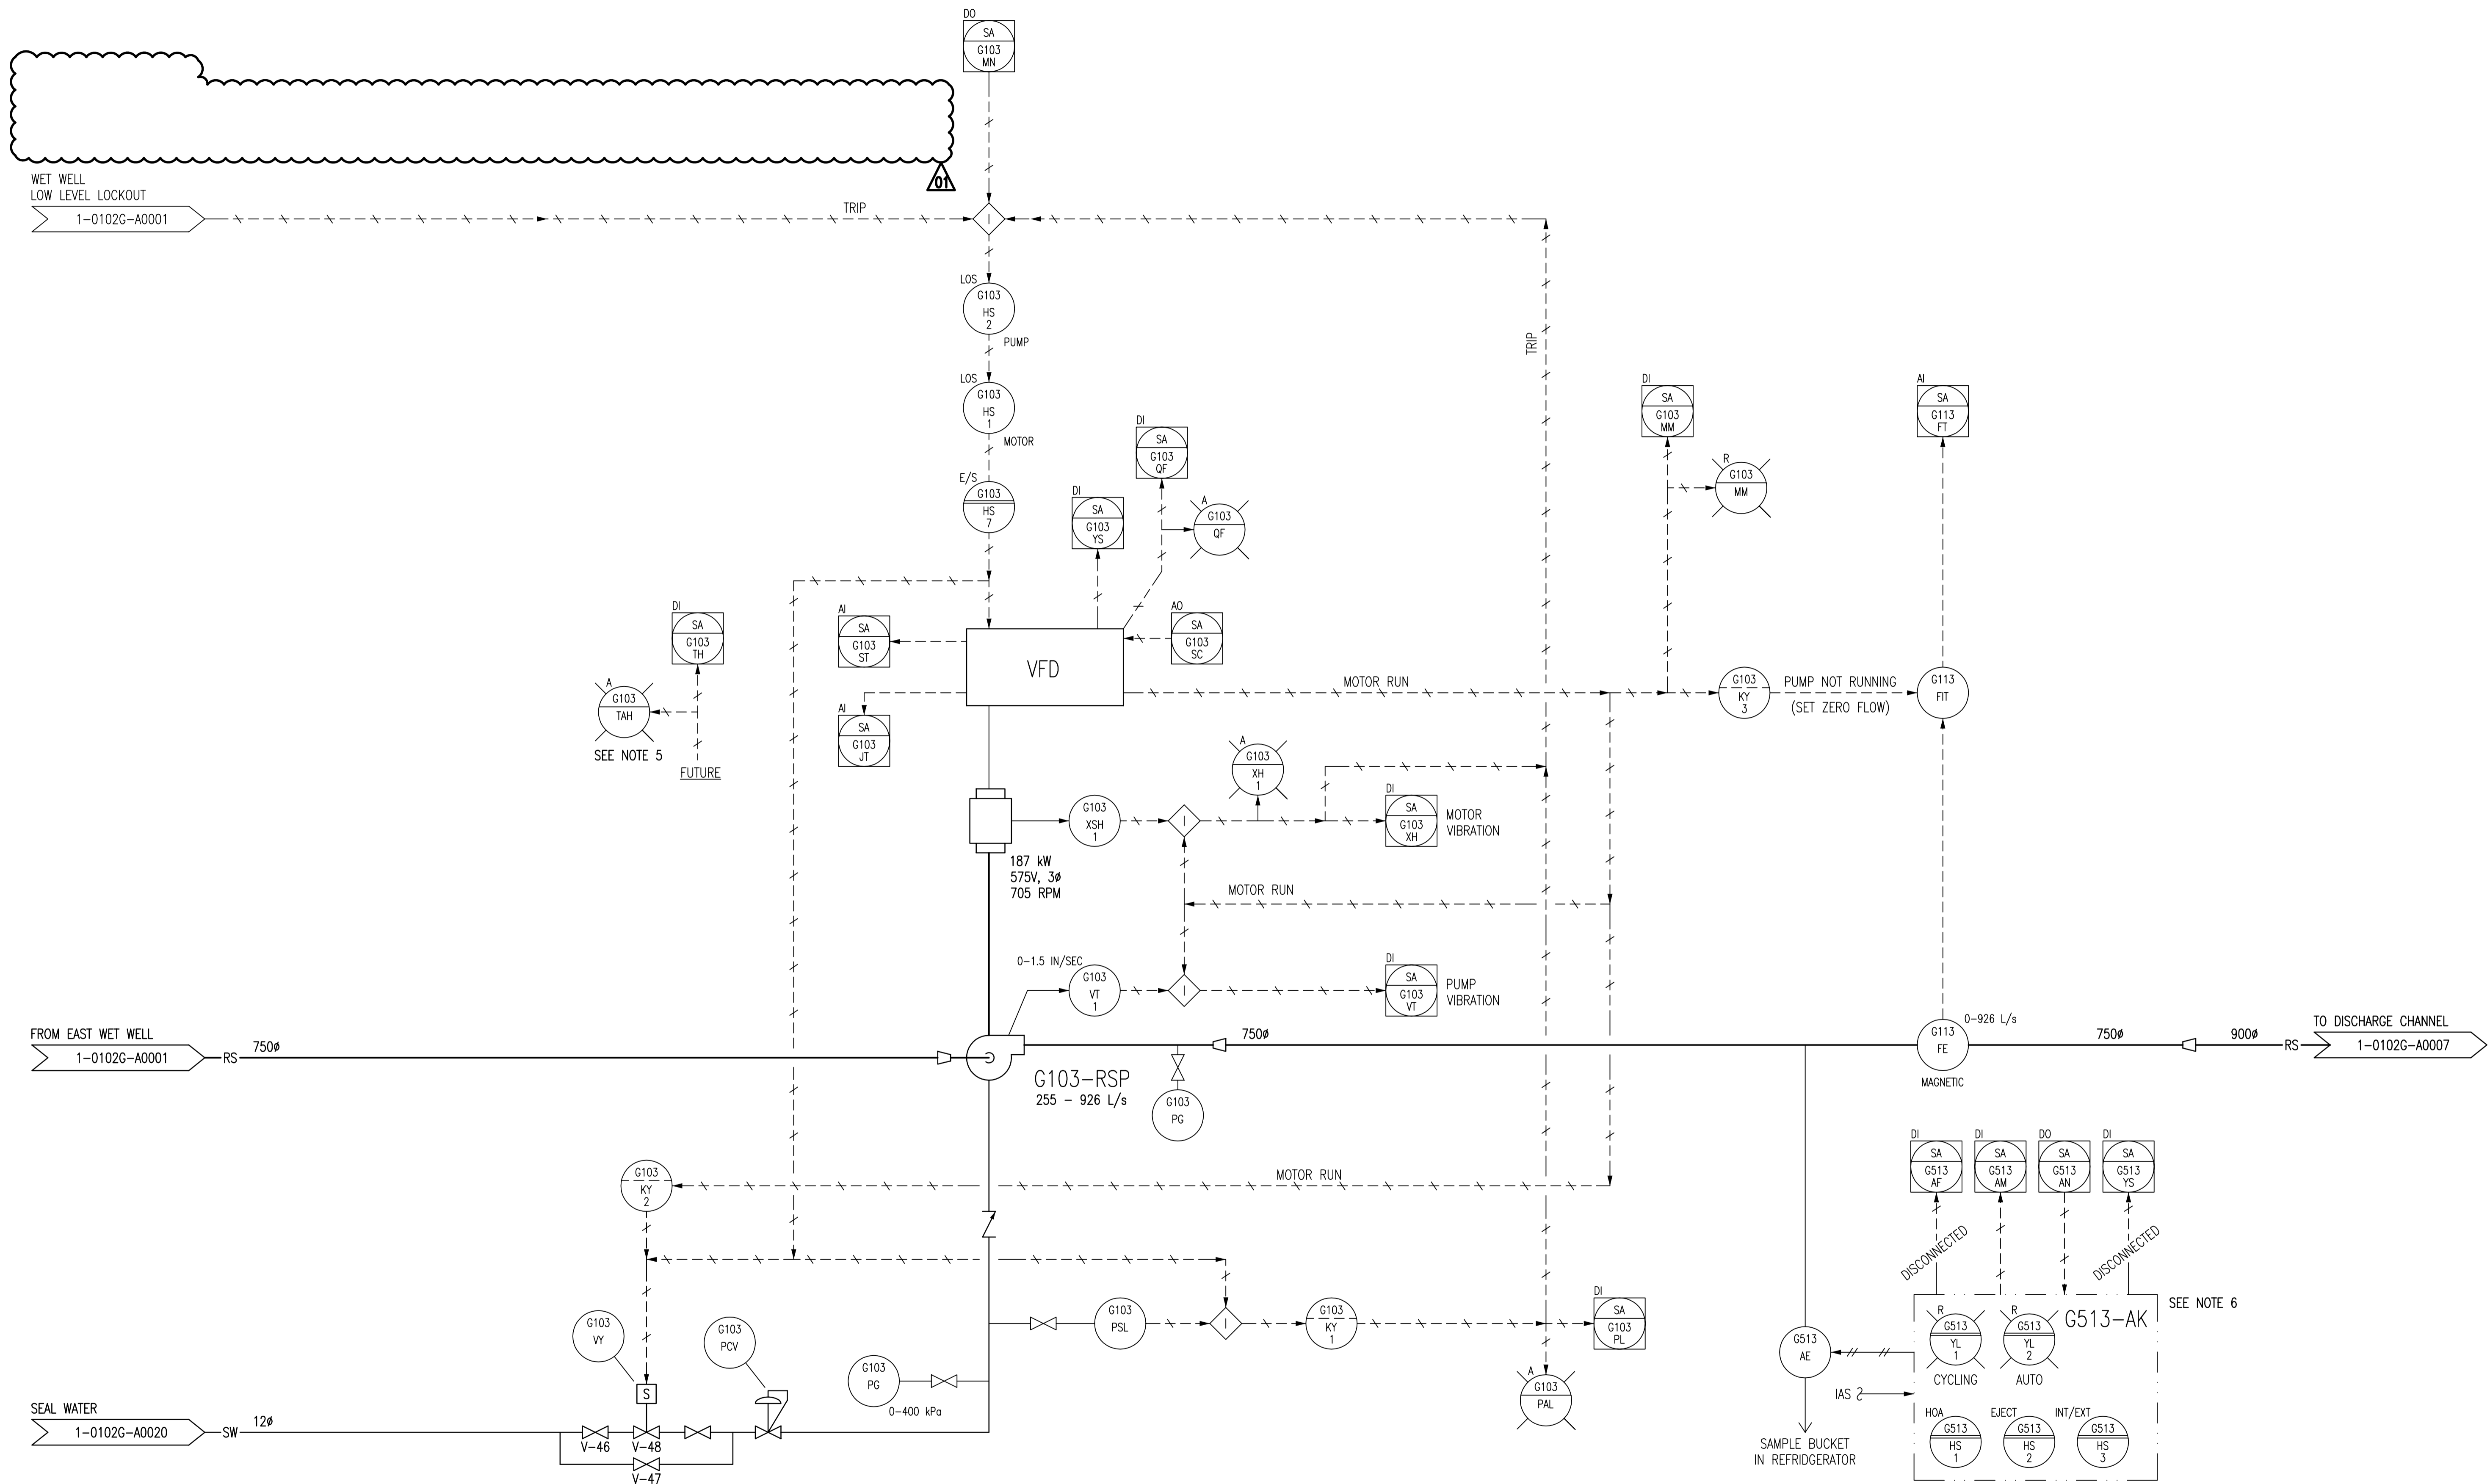 DO
SA
G103
MN
01
WET WELL
LOW LEVEL LOCKOUT
1-0102G-A0001
TRIP
I
LOS
G103
HS
2
PUMP
TRIP
LOS
G103
HS
1
MOTOR
DI
SA
G103
MM
AI
SA
G113
FT
DI
SA
G103
QF
R
G103
MM
E/S
G103
HS
7
DI
SA
G103
YS
A
G103
QF
DI
SA
G103
TH
AI
SA
G103
ST
VFD
AO
SA
G103
SC
A
G103
TAH
SEE NOTE 5
FUTURE
AI
SA
G103
JT
MOTOR RUN
G103
KY
3
PUMP NOT RUNNING
(SET ZERO FLOW)
G113
FIT
A
G103
XH
1
G103
XSH
1
I
DI
SA
G103
XH
MOTOR
VIBRATION
187 kW
575V, 3ø
705 RPM
MOTOR RUN
0-1.5 IN/SEC
G103
VT
1
I
DI
SA
G103
VT
PUMP
VIBRATION
FROM EAST WET WELL
1-0102G-A0001
RS
750ø
G103-RSP
255 - 926 L/s
G103
PG
750ø
G113
FE
0-926 L/s
MAGNETIC
750ø
900ø
RS
TO DISCHARGE CHANNEL
1-0102G-A0007
G103
KY
2
MOTOR RUN
DI
SA
G513
AF
DI
SA
G513
AM
DO
SA
G513
AN
DI
SA
G513
YS
DISCONNECTED
DISCONNECTED
G103
VY
G103
PCV
G103
PSL
I
G103
KY
1
DI
SA
G103
PL
G103
PG
0-400 kPa
A
G103
PAL
S
G513
AE
IAS
SAMPLE BUCKET
IN REFRIDGERATOR
SEE NOTE 6
G513-AK
R
G513
YL
1
CYCLING
R
G513
YL
2
AUTO
HOA
G513
HS
1
EJECT
G513
HS
2
INT/EXT
G513
HS
3
SEAL WATER
1-0102G-A0020
SW
12ø
V-46
V-48
V-47